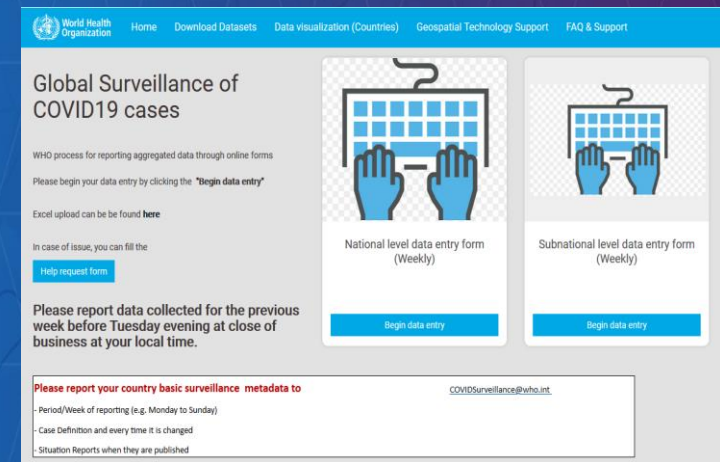 World Health
Organization
Home
Download Datasets
Data visualization (Countries)
Geospatial Technology Support
FAQ & Support
Global Surveillance of
COVID19 cases
WHO process for reporting aggregated data through online forms
Please begin your data entry by clicking the "Begin data entry"
Excel upload can be be found here
In case of issue, you can fill the
Help request form
Please report data collected for the previous
week before Tuesday evening at close of
business at your local time.
National level data entry form
(Weekly)
Begin data entry
Subnational level data entry form
(Weekly)
Begin data entry
Please report your country basic surveillance metadata to
COVIDSurveillance@who.int
- Period/Week of reporting (e.g. Monday to Sunday)
- Case Definition and every time it is changed
- Situation Reports when they are published